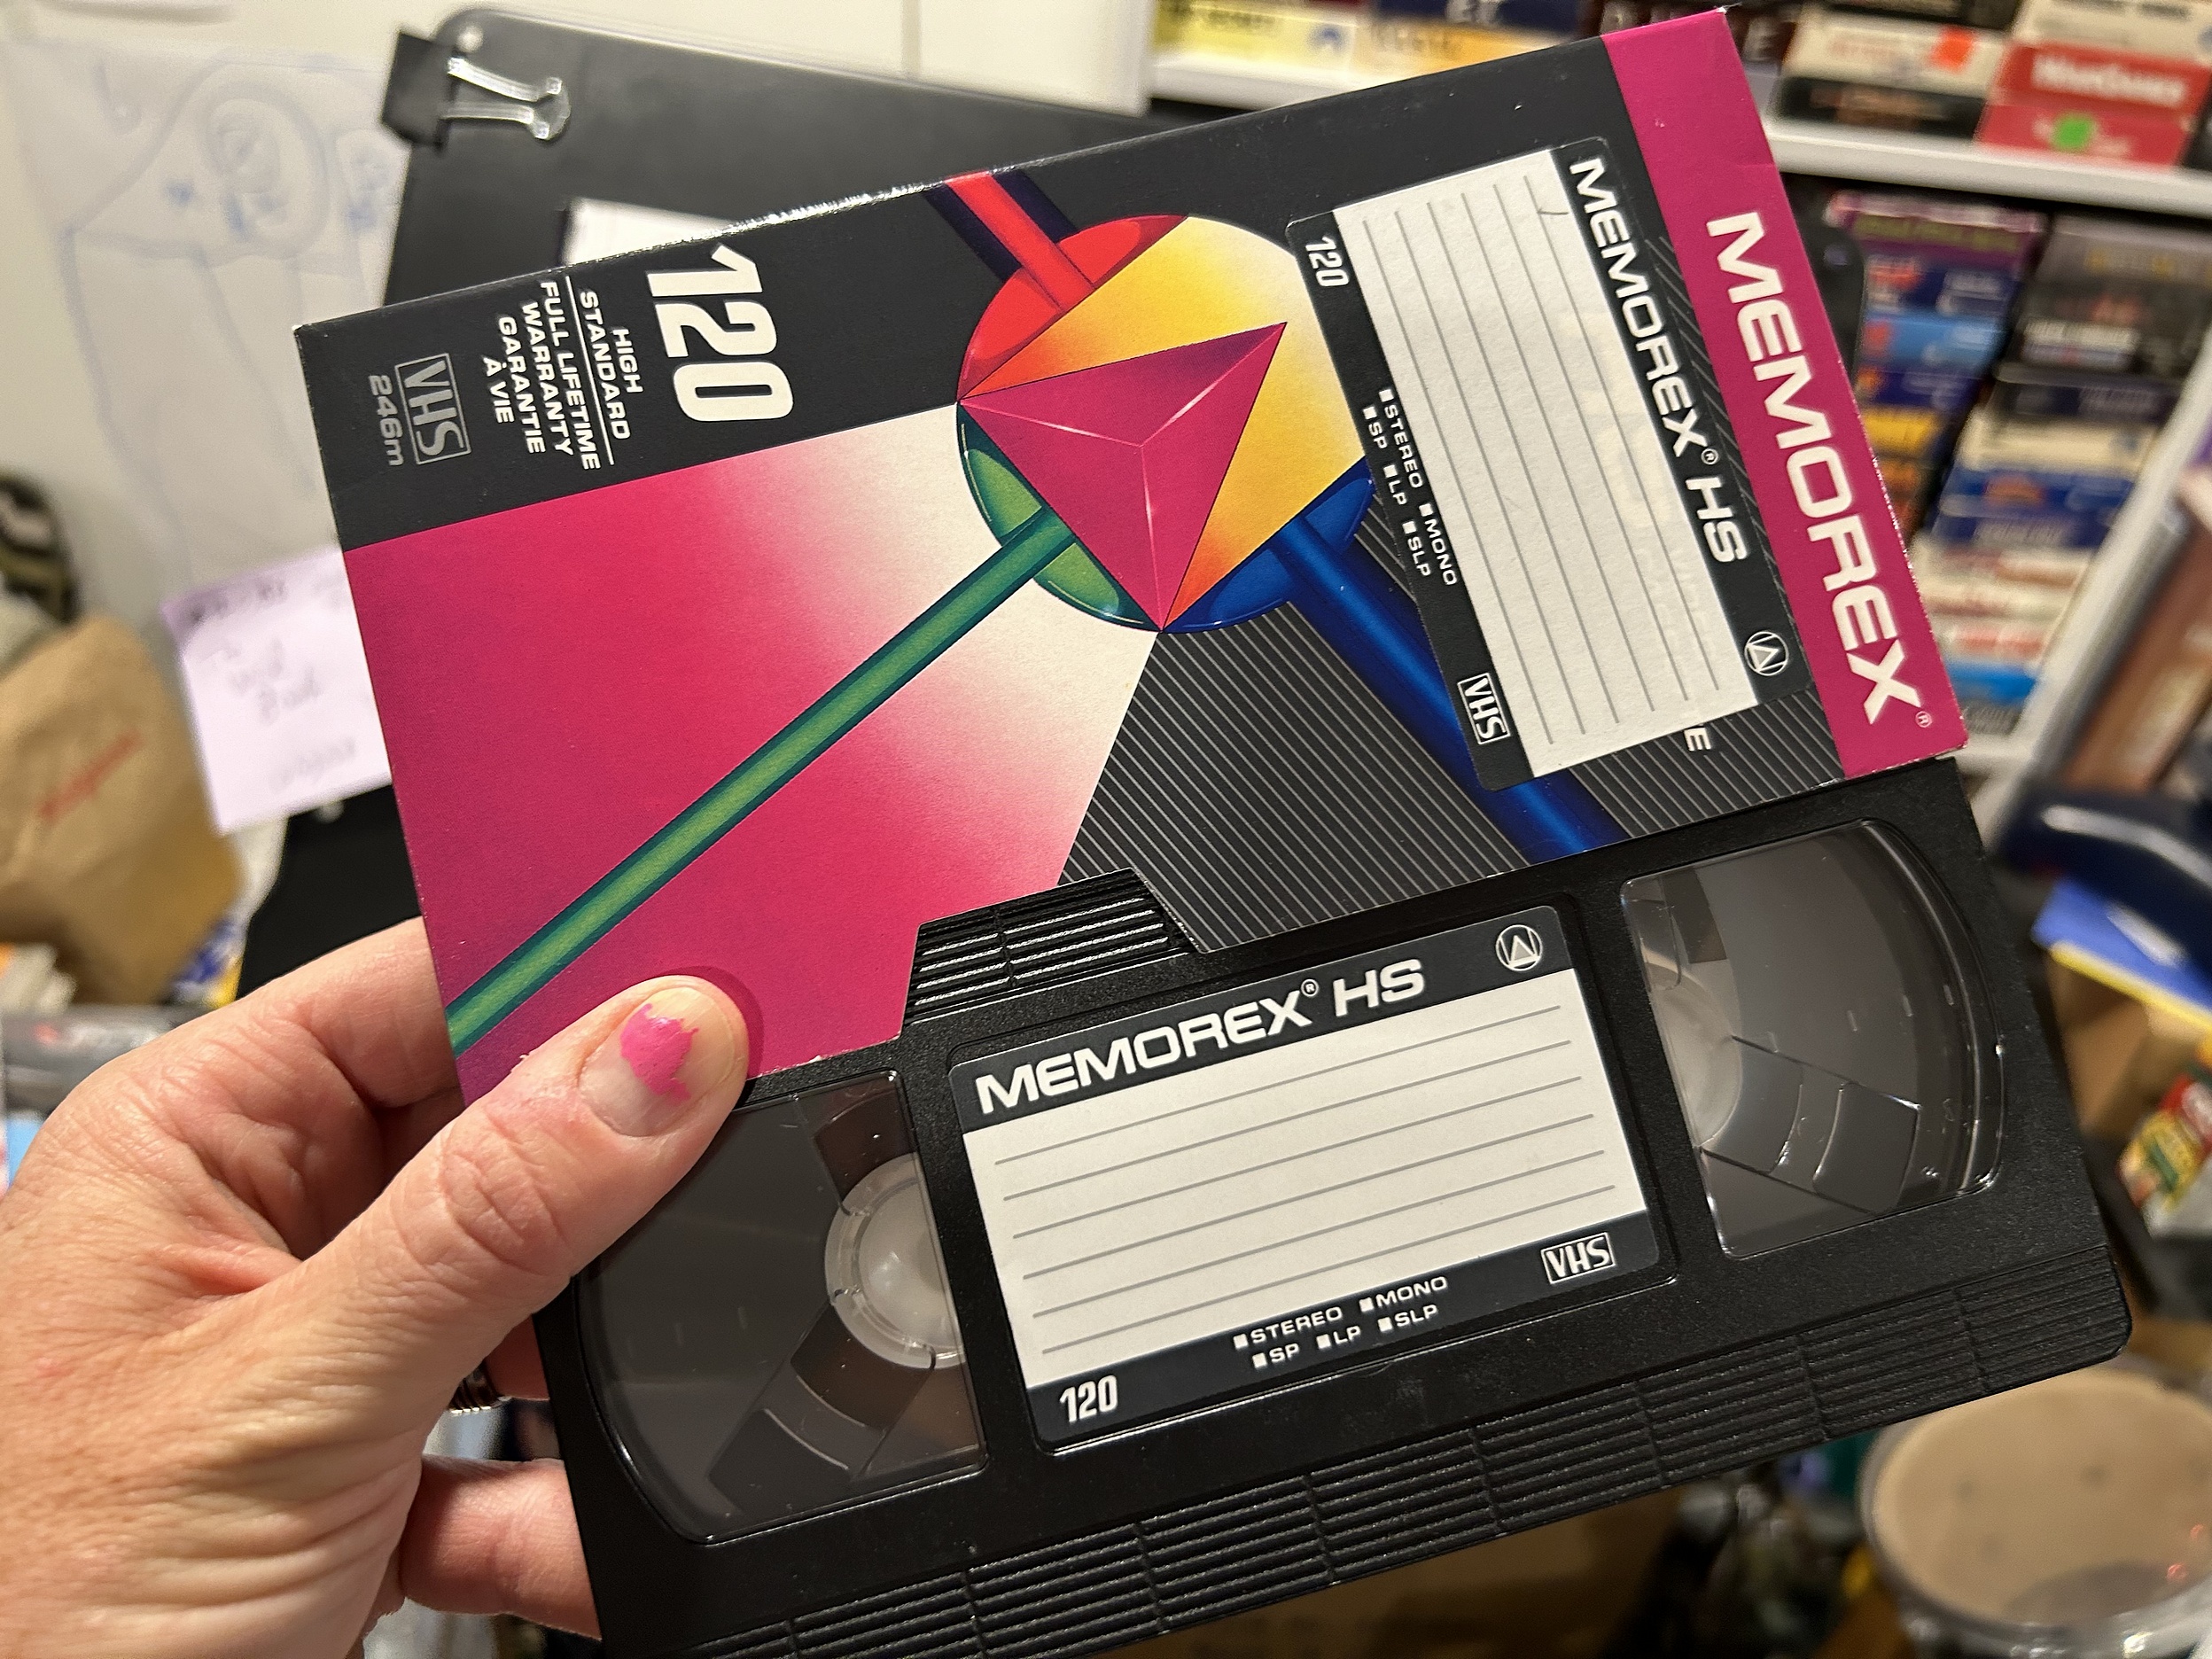 MEMOREX®
MEMOREX® HS
120
■STEREO ■MONO
■SP ■LP ■SLP
VHS
E
120
HIGH
STANDARD
FULL LIFETIME
WARRANTY
GARANTIE
À VIE
VHS
246m
MEMOREX® HS
■STEREO ■MONO
■SP ■LP ■SLP
VHS
120